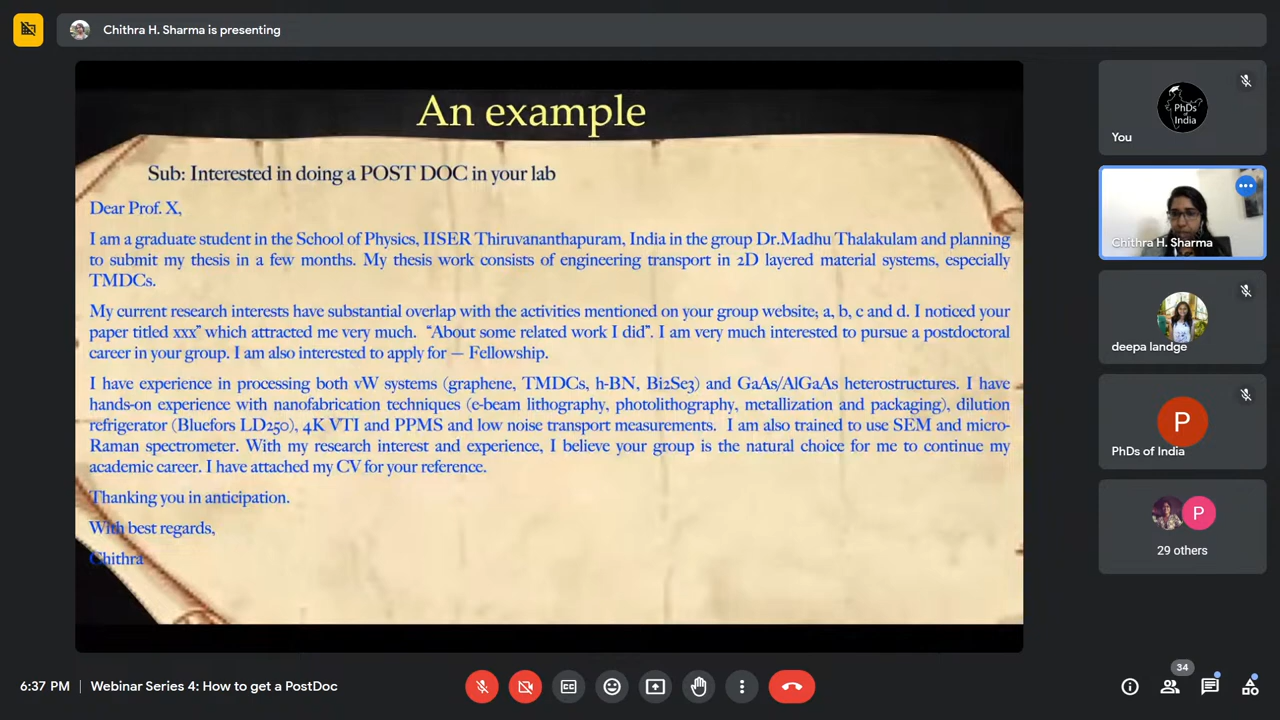 Chithra H. Sharma is presenting
An example
Sub: Interested in doing a POST DOC in your lab
Dear Prof. X,
I am a graduate student in the School of Physics, IISER Thiruvananthapuram, India in the group Dr.Madhu Thalakulam and planning
to submit my thesis in a few months. My thesis work consists of engineering transport in 2D layered material systems, especially
TMDCs.
My current research interests have substantial overlap with the activities mentioned on your group website; a, b, c and d. I noticed your
paper titled xxx” which attracted me very much. “About some related work I did”. I am very much interested to pursue a postdoctoral
career in your group. I am also interested to apply for — Fellowship.
I have experience in processing both vW systems (graphene, TMDCs, h-BN, Bi2Se3) and GaAs/AlGaAs heterostructures. I have
hands-on experience with nanofabrication techniques (e-beam lithography, photolithography, metallization and packaging), dilution
refrigerator (Bluefors LD250), 4K VTI and PPMS and low noise transport measurements. I am also trained to use SEM and micro-
Raman spectrometer. With my research interest and experience, I believe your group is the natural choice for me to continue my
academic career. I have attached my CV for your reference.
Thanking you in anticipation.
With best regards,
Chithra
PhDs
India
You
Chithra H. Sharma
deepa landge
P
PhDs of India
P
29 others
6:37 PM
Webinar Series 4: How to get a PostDoc
34